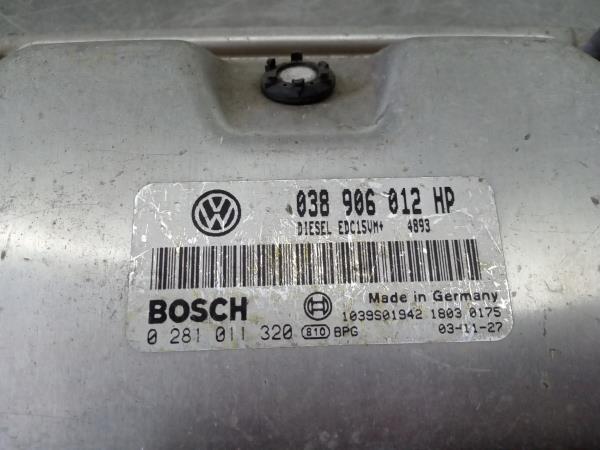 038 906 012 HP
DIESEL EDC15VM+ 4893
BOSCH
Made in Germany
1039S01942 1803 0175
0 281 011 320 B10 BPG 03-11-27